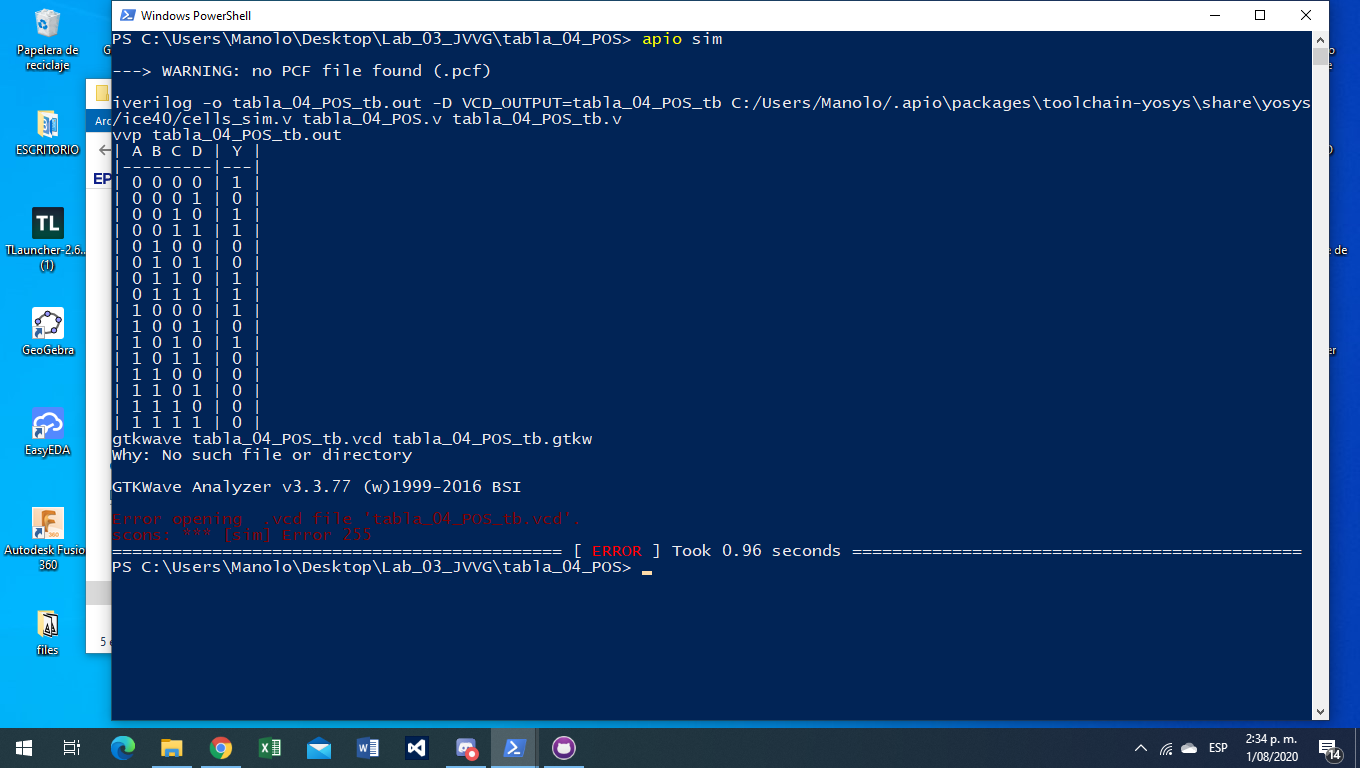 Windows PowerShell
PS C:\Users\Manolo\Desktop\Lab_03_JVVG\tabla_04_POS> apio sim
---> WARNING: no PCF file found (.pcf)
iverilog -o tabla_04_POS_tb.out -D VCD_OUTPUT=tabla_04_POS_tb C:/Users/Manolo/.apio\packages\toolchain-yosys\share\yosys
/ice40/cells_sim.v tabla_04_POS.v tabla_04_POS_tb.v
vvp tabla_04_POS_tb.out
| A B C D | Y |
|---------|---|
| 0 0 0 0 | 1 |
| 0 0 0 1 | 0 |
| 0 0 1 0 | 1 |
| 0 0 1 1 | 1 |
| 0 1 0 0 | 0 |
| 0 1 0 1 | 0 |
| 0 1 1 0 | 1 |
| 0 1 1 1 | 1 |
| 1 0 0 0 | 1 |
| 1 0 0 1 | 0 |
| 1 0 1 0 | 1 |
| 1 0 1 1 | 0 |
| 1 1 0 0 | 0 |
| 1 1 0 1 | 0 |
| 1 1 1 0 | 0 |
| 1 1 1 1 | 0 |
gtkwave tabla_04_POS_tb.vcd tabla_04_POS_tb.gtkw
Why: No such file or directory
GTKWave Analyzer v3.3.77 (w)1999-2016 BSI
Error opening  .vcd file 'tabla_04_POS_tb.vcd'.
scons: *** [sim] Error 255
============================================= [ ERROR ] Took 0.96 seconds =============================================
PS C:\Users\Manolo\Desktop\Lab_03_JVVG\tabla_04_POS>
Papelera de
reciclaje
ESCRITORIO
TL
TLauncher-2.6..
(1)
GeoGebra
EasyEDA
Autodesk Fusio
360
files
Arc
EP
5
de
ESP
2:34 p. m.
1/08/2020
14